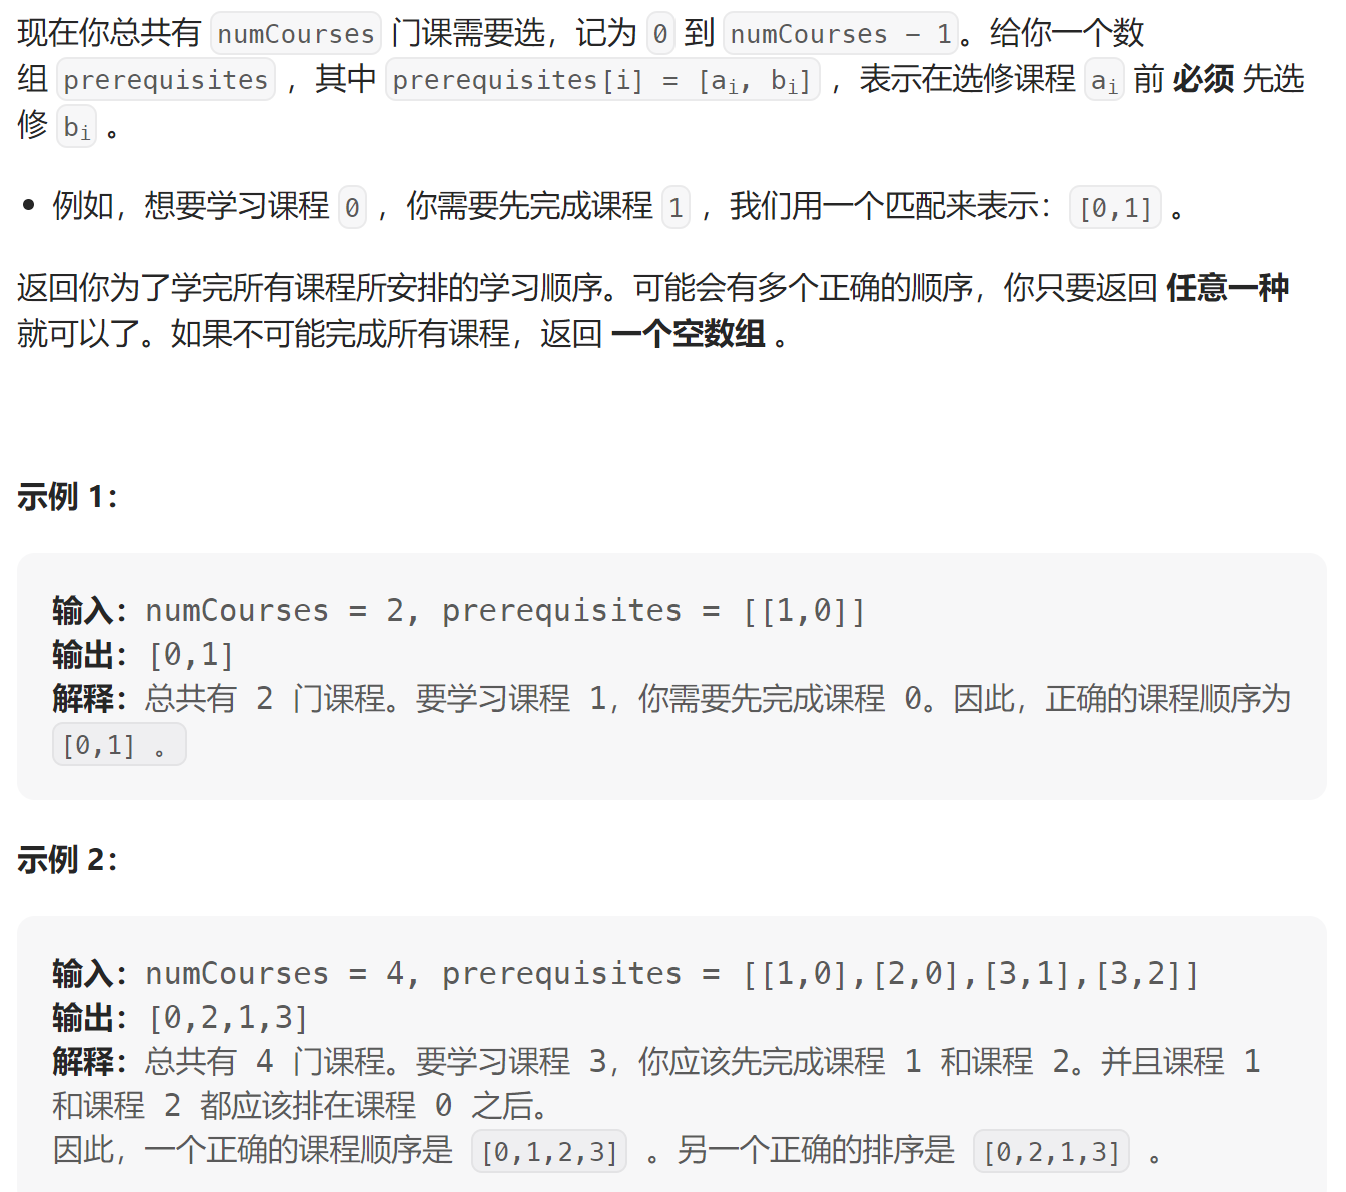 现在你总共有 numCourses 门课需要选，记为 0 到 numCourses - 1。给你一个数
组 prerequisites ，其中 prerequisites[i] = [aᵢ, bᵢ] ，表示在选修课程 aᵢ 前 必须 先选
修 bᵢ 。
• 例如，想要学习课程 0 ，你需要先完成课程 1 ，我们用一个匹配来表示：[0,1] 。
返回你为了学完所有课程所安排的学习顺序。可能会有多个正确的顺序，你只要返回 任意一种
就可以了。如果不可能完成所有课程，返回 一个空数组 。
示例 1：
输入：numCourses = 2, prerequisites = [[1,0]]
输出：[0,1]
解释：总共有 2 门课程。要学习课程 1，你需要先完成课程 0。因此，正确的课程顺序为
[0,1] 。
示例 2：
输入：numCourses = 4, prerequisites = [[1,0],[2,0],[3,1],[3,2]]
输出：[0,2,1,3]
解释：总共有 4 门课程。要学习课程 3，你应该先完成课程 1 和课程 2。并且课程 1
和课程 2 都应该排在课程 0 之后。
因此，一个正确的课程顺序是 [0,1,2,3] 。另一个正确的排序是 [0,2,1,3] 。